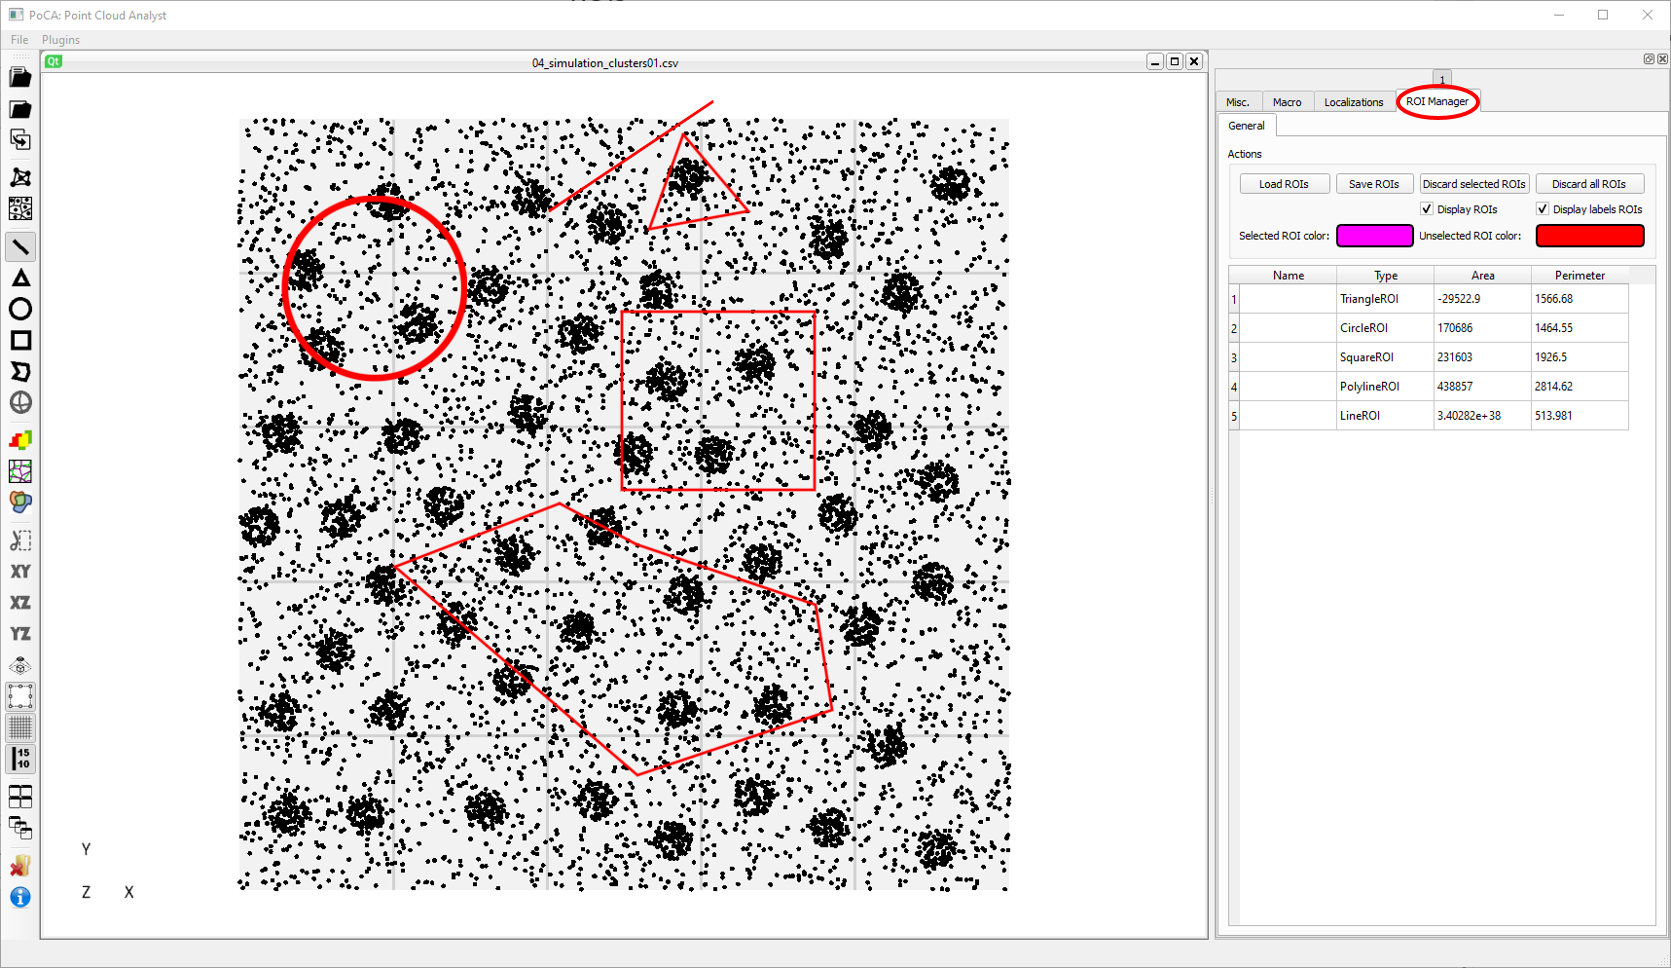 PoCA: Point Cloud Analyst
File Plugins
Qt 04_simulation_clusters01.csv
1
Misc. Macro Localizations ROI Manager
General
Actions
Load ROIs Save ROIs Discard selected ROIs Discard all ROIs
Display ROIs Display labels ROIs
Selected ROI color: Unselected ROI color:
Name Type Area Perimeter
1 TriangleROI -29522.9 1566.68
2 CircleROI 170686 1464.55
3 SquareROI 231603 1926.5
4 PolylineROI 438857 2814.62
5 LineROI 3.40282e+38 513.981
XY
XZ
YZ
15
10
Y
Z X